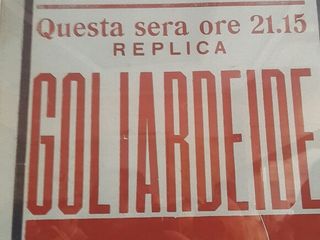 Questa sera ore 21.15
REPLICA
GOLIARDEIDE